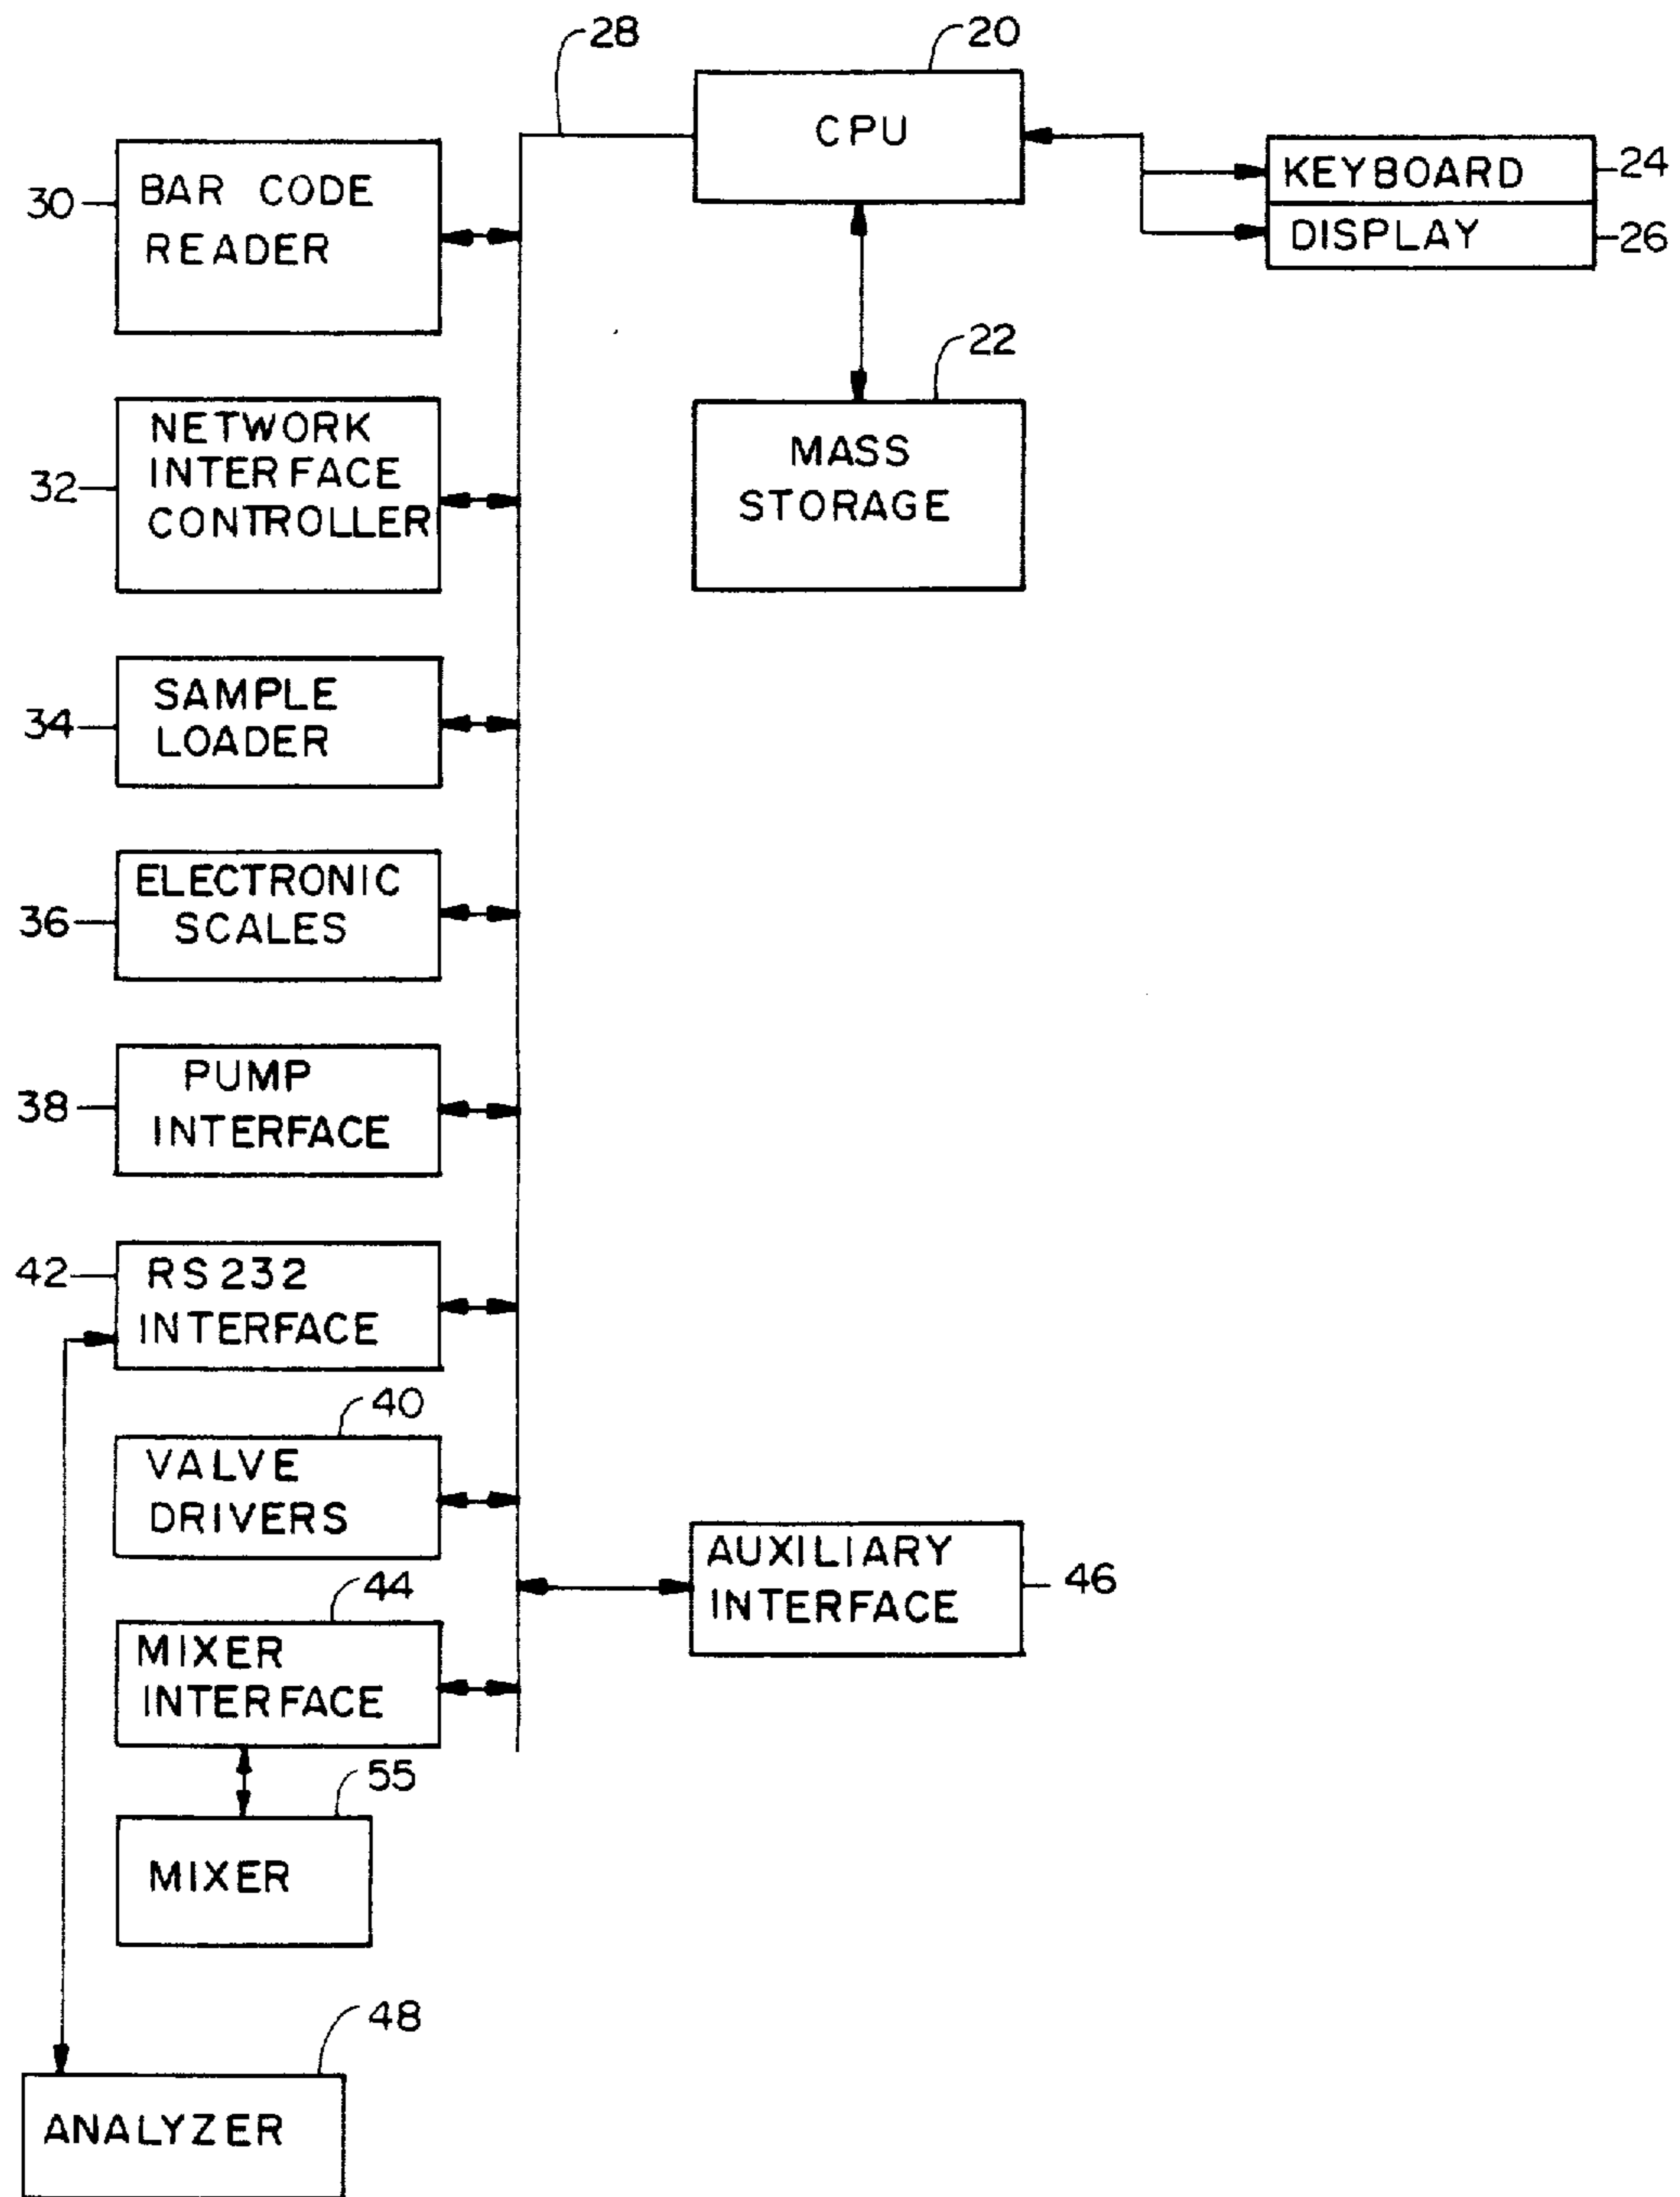 28
20
CPU
KEYBOARD
24
DISPLAY
26
30
BAR CODE
READER
22
MASS
STORAGE
32
NETWORK
INTERFACE
CONTROLLER
34
SAMPLE
LOADER
36
ELECTRONIC
SCALES
38
PUMP
INTERFACE
42
RS232
INTERFACE
40
VALVE
DRIVERS
AUXILIARY
INTERFACE
46
44
MIXER
INTERFACE
55
MIXER
48
ANALYZER